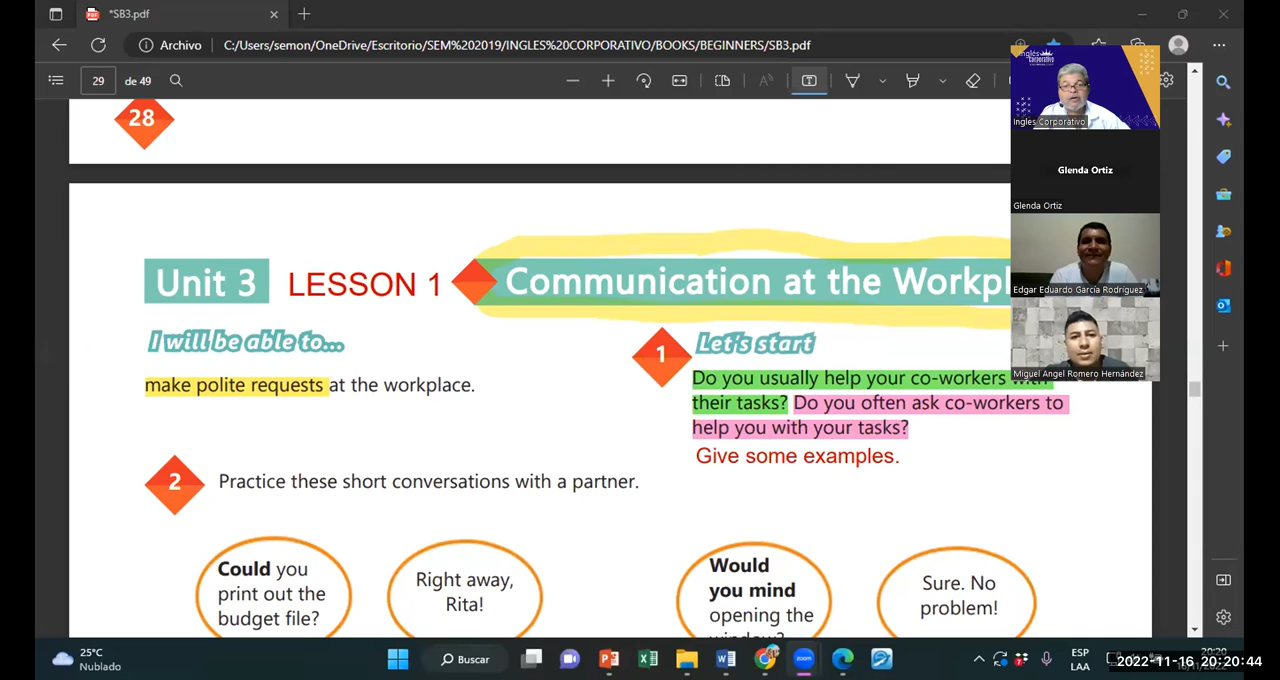 *SB3.pdf
Archivo
C:/Users/semon/OneDrive/Escritorio/SEM%202019/INGLES%20CORPORATIVO/BOOKS/BEGINNERS/SB3.pdf
29 de 49
28
Inglés
corporativo
Ingles Corporativo
Glenda Ortiz
Glenda Ortiz
Edgar Eduardo García Rodríguez
Miguel Angel Romero Hernández
Unit 3 LESSON 1 Communication at the Workpl
I will be able to...
make polite requests at the workplace.
1 Let's start
Do you usually help your co-workers with
their tasks? Do you often ask co-workers to
help you with your tasks?
Give some examples.
2 Practice these short conversations with a partner.
Could you
print out the
budget file?
Right away,
Rita!
Would
you mind
opening the
window?
Sure. No
problem!
25°C
Nublado
Buscar
zoom
ESP
LAA
20:20
2022-11-16 20:20:44